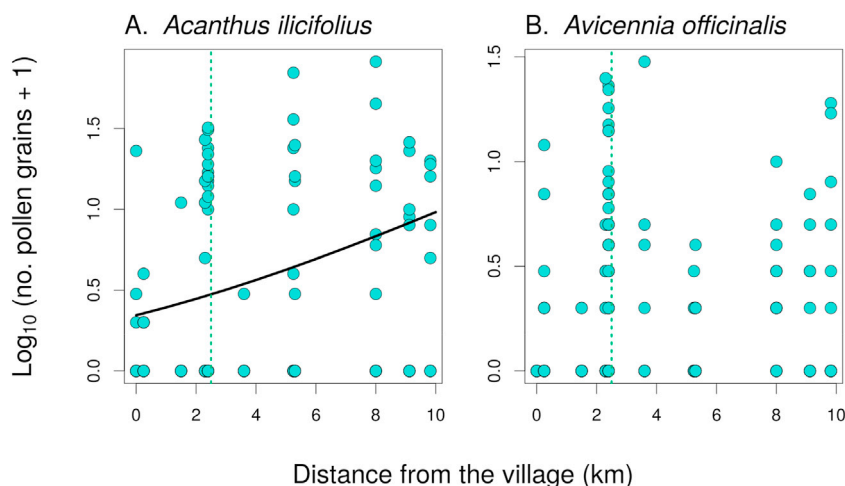 A. Acanthus ilicifolius
B. Avicennia officinalis
Log₁₀ (no. pollen grains + 1)
0.0
0.5
1.0
1.5
0 2 4 6 8 10
0.0
0.5
1.0
1.5
0 2 4 6 8 10
Distance from the village (km)